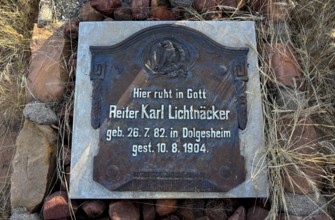 Hier ruht in Gott
Reiter Karl Lichtnäcker
geb. 26. 7. 82. in Dolgesheim
gest. 10. 8. 1904.